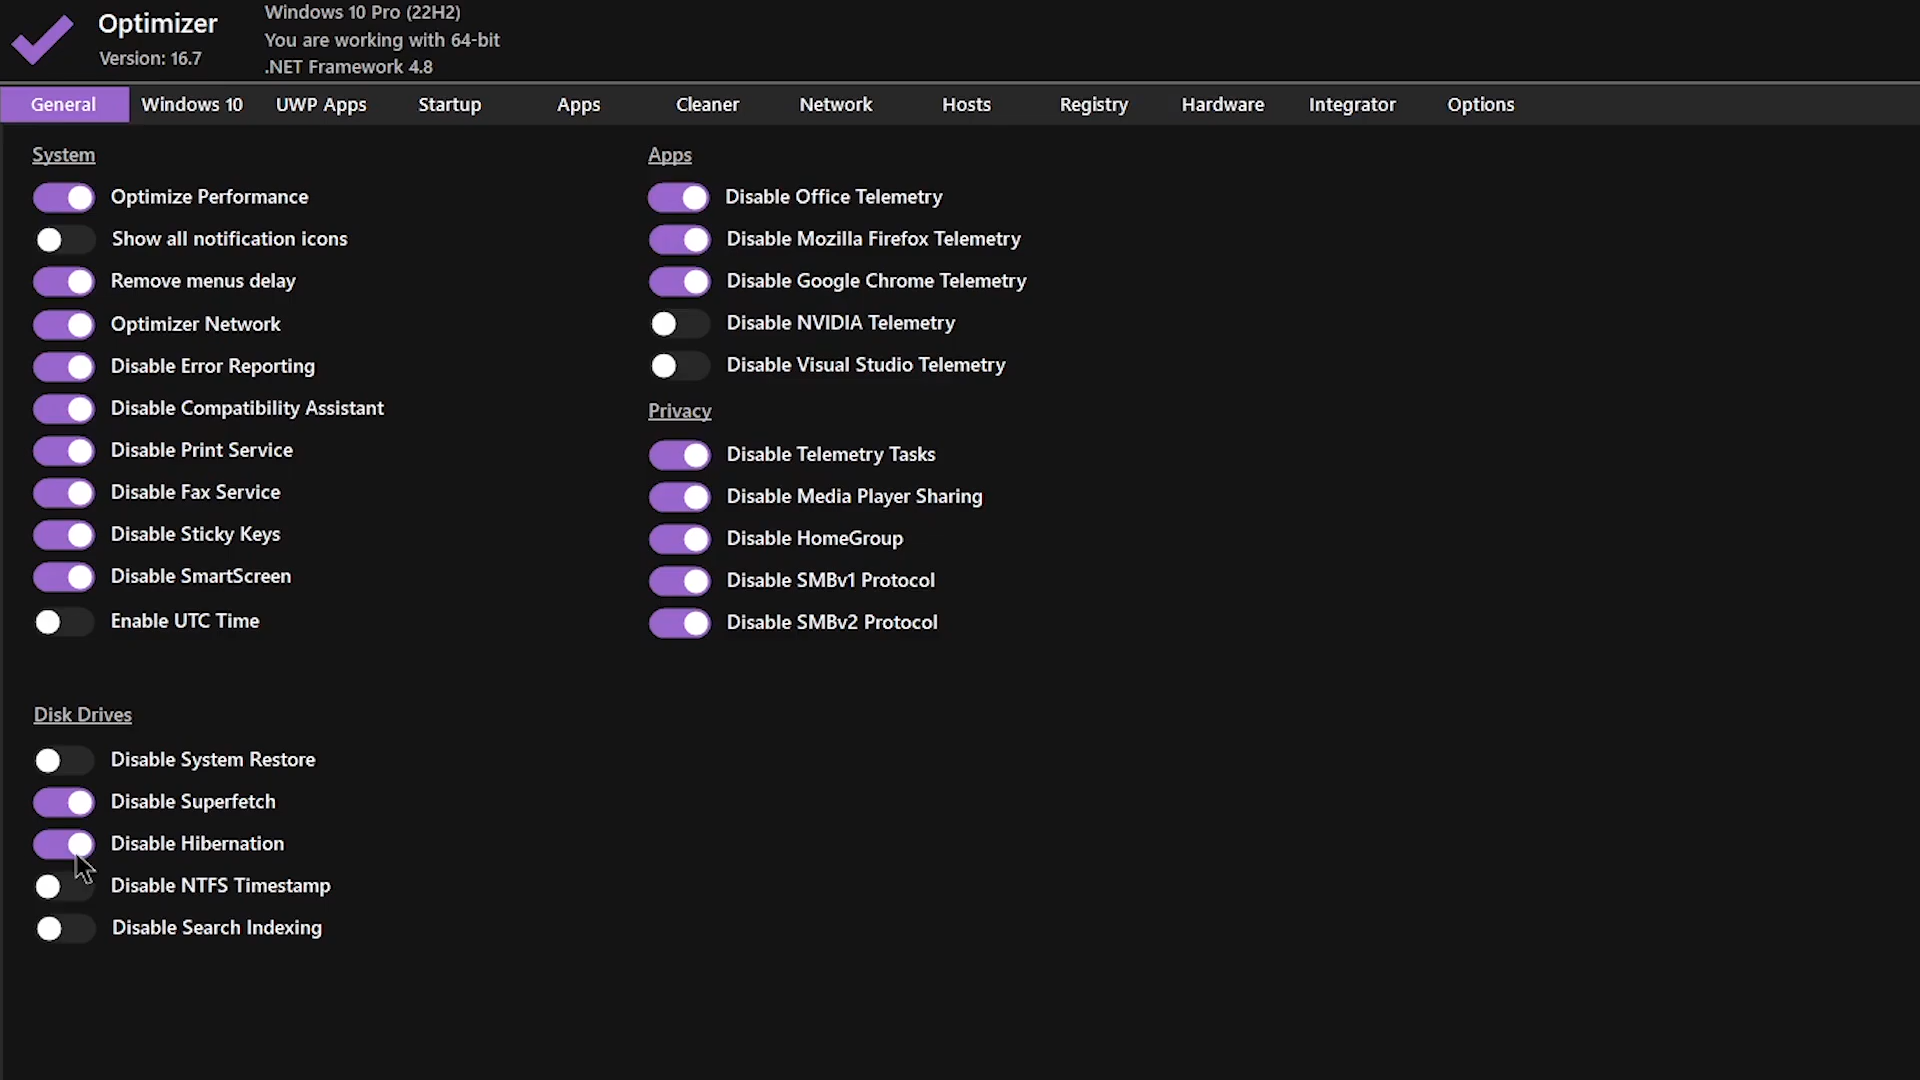 Optimizer
Version: 16.7
Windows 10 Pro (22H2)
You are working with 64-bit
.NET Framework 4.8
General Windows 10 UWP Apps Startup Apps Cleaner Network Hosts Registry Hardware Integrator Options
System
Optimize Performance
Show all notification icons
Remove menus delay
Optimizer Network
Disable Error Reporting
Disable Compatibility Assistant
Disable Print Service
Disable Fax Service
Disable Sticky Keys
Disable SmartScreen
Enable UTC Time
Disk Drives
Disable System Restore
Disable Superfetch
Disable Hibernation
Disable NTFS Timestamp
Disable Search Indexing
Apps
Disable Office Telemetry
Disable Mozilla Firefox Telemetry
Disable Google Chrome Telemetry
Disable NVIDIA Telemetry
Disable Visual Studio Telemetry
Privacy
Disable Telemetry Tasks
Disable Media Player Sharing
Disable HomeGroup
Disable SMBv1 Protocol
Disable SMBv2 Protocol